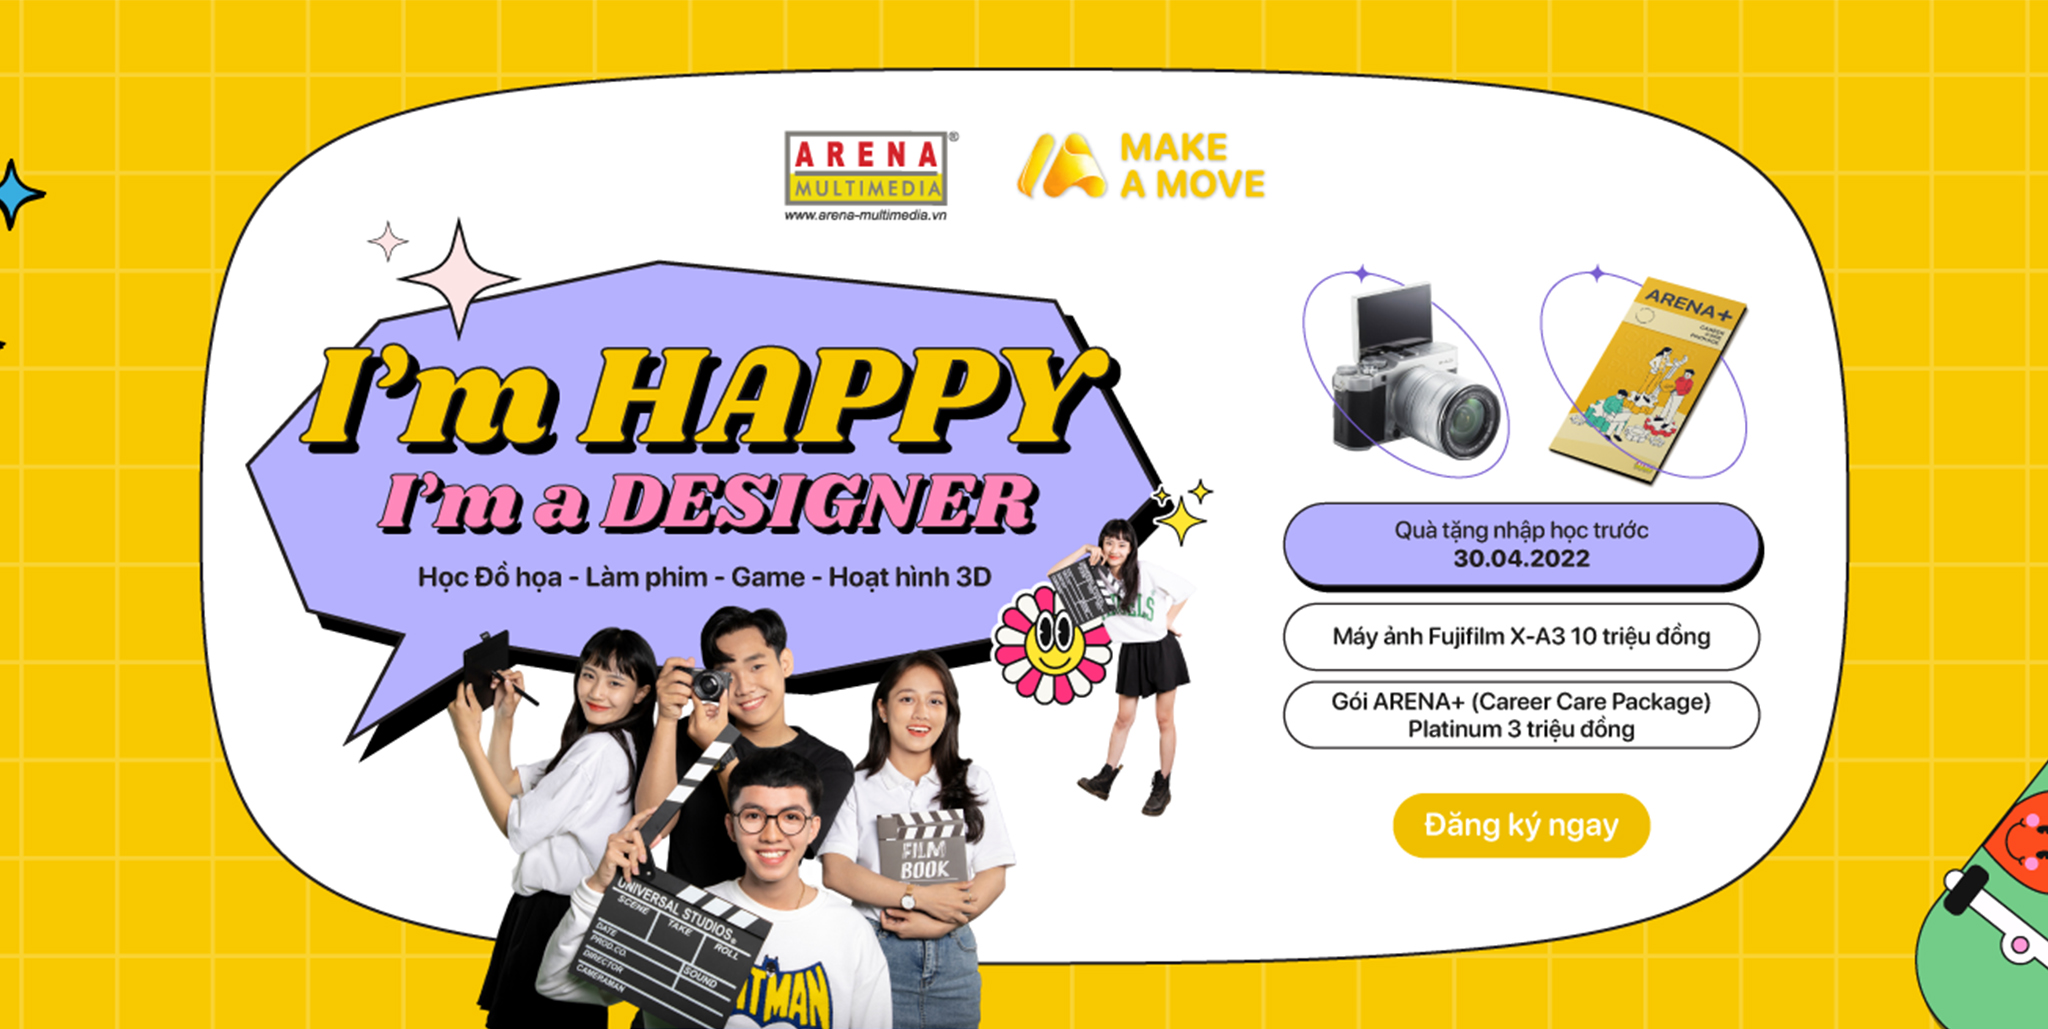 ARENA®
MULTIMEDIA
www.arena-multimedia.vn
MAKE
A MOVE
I'm HAPPY
I'm a DESIGNER
Học Đồ họa - Làm phim - Game - Hoạt hình 3D
ARENA+
CAREER
PACKAGE
Quà tặng nhập học trước
30.04.2022
Máy ảnh Fujifilm X-A3 10 triệu đồng
Gói ARENA+ (Career Care Package)
Platinum 3 triệu đồng
Đăng ký ngay
FILM
BOOK
UNIVERSAL STUDIOS®
SCENE TAKE ROLL
DATE
PROD.CO.
DIRECTOR SOUND
CAMERAMAN
TMAN